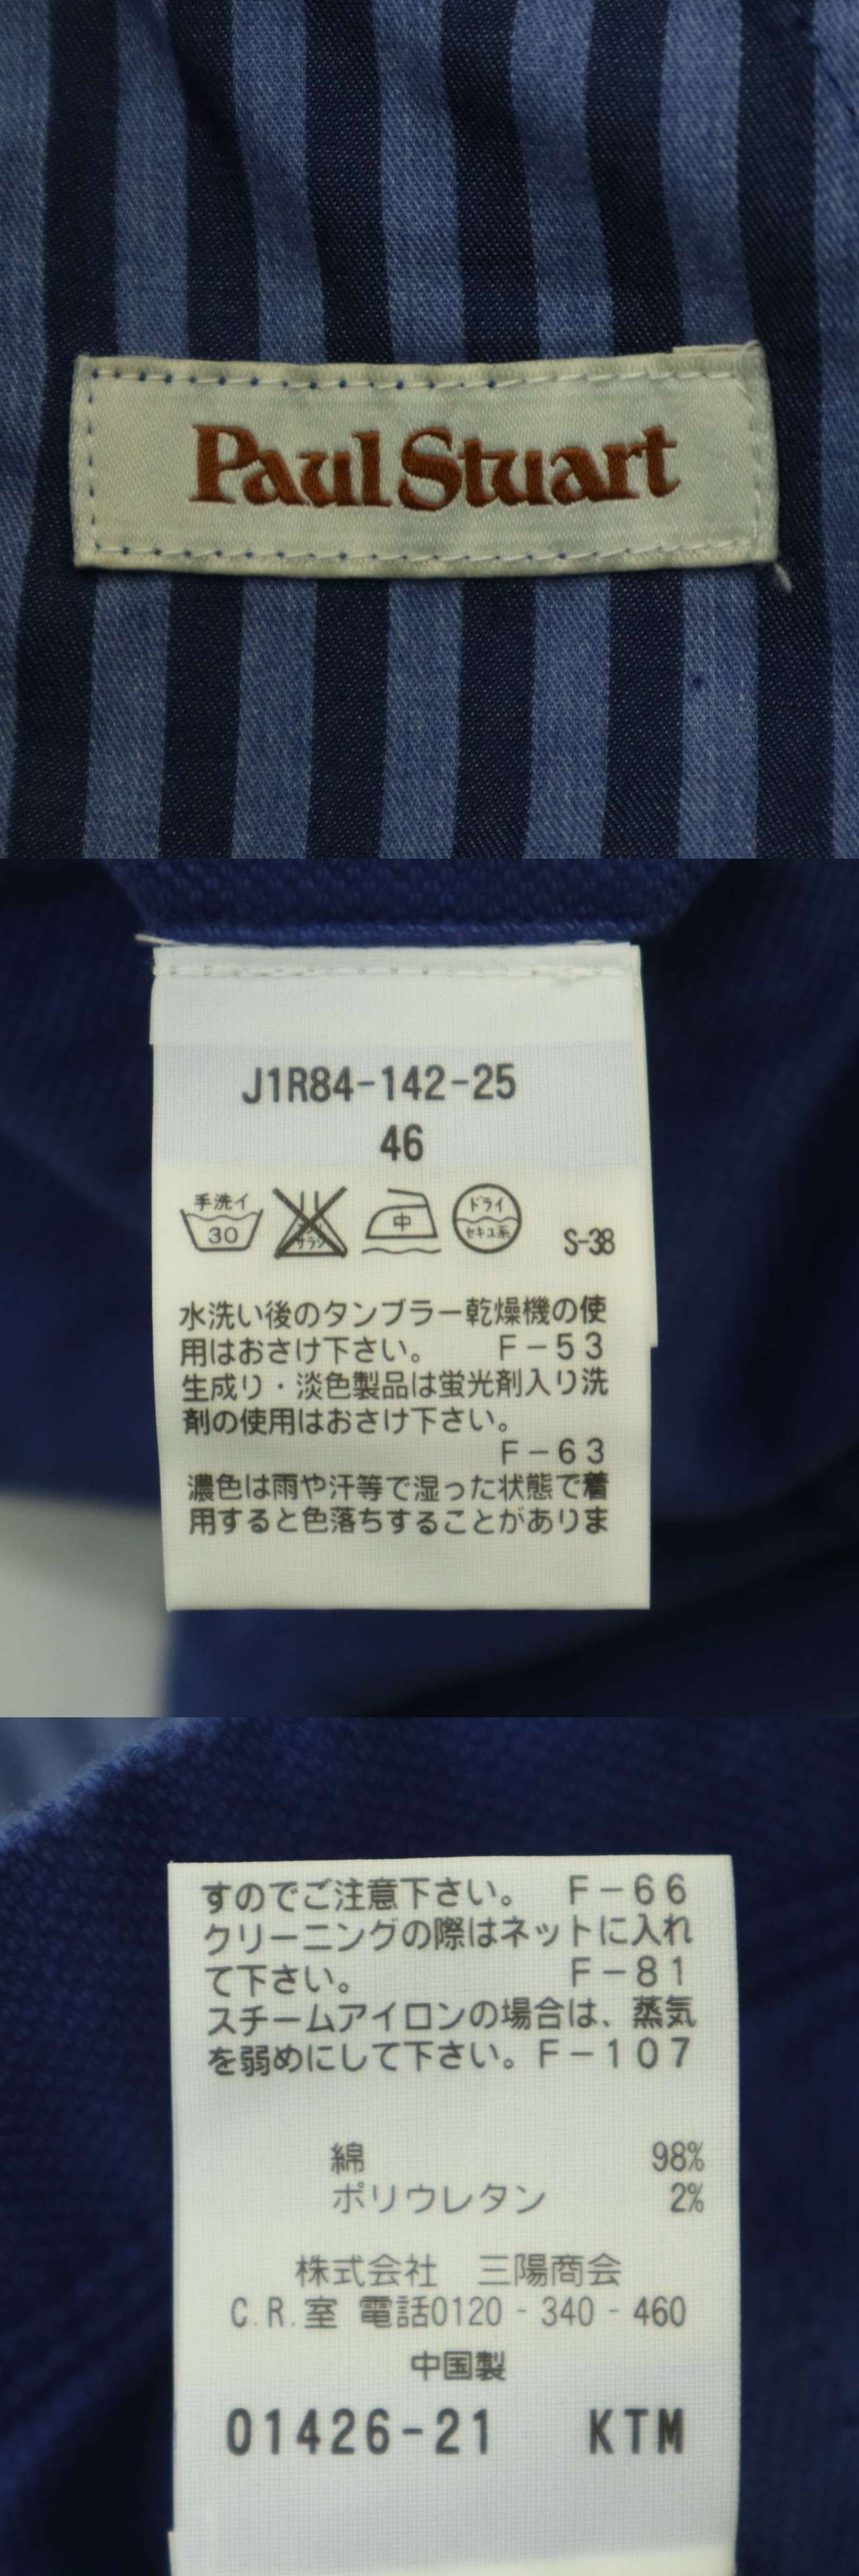 Paul Stuart
J1R84-142-25
46
手洗イ
30
中
ドライ
セキユ系
S-38
水洗い後のタンブラー乾燥機の使
用はおさけ下さい。 F-53
生成り・淡色製品は蛍光剤入り洗
剤の使用はおさけ下さい。
F-63
濃色は雨や汗等で湿った状態で着
用すると色落ちすることがありま
すのでご注意下さい。 F-66
クリーニングの際はネットに入れ
て下さい。 F-81
スチームアイロンの場合は、蒸気
を弱めにして下さい。F-107
綿 98%
ポリウレタン 2%
株式会社 三陽商会
C.R.室 電話0120-340-460
中国製
01426-21 KTM